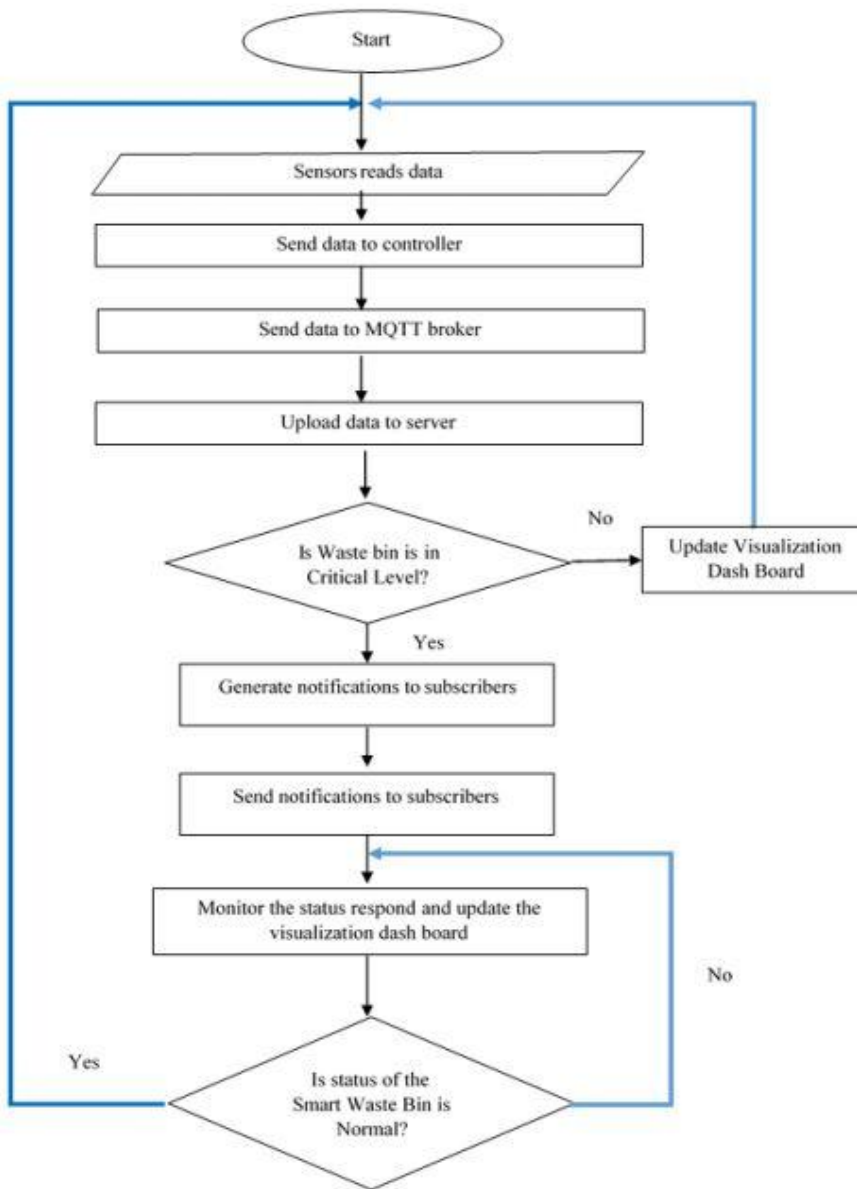 Start
Sensors reads data
Send data to controller
Send data to MQTT broker
Upload data to server
Is Waste bin is in
Critical Level?
No
Update Visualization
Dash Board
Yes
Generate notifications to subscribers
Send notifications to subscribers
Monitor the status respond and update the
visualization dash board
No
Yes
Is status of the
Smart Waste Bin is
Normal?